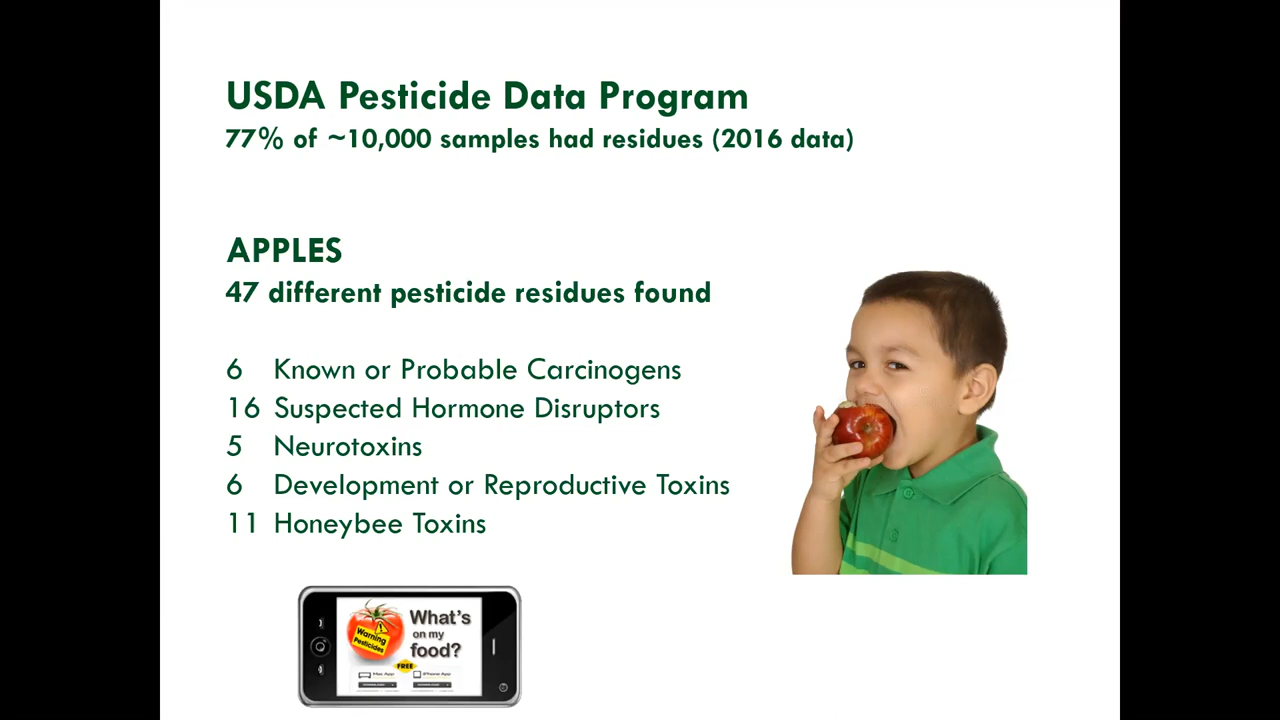 USDA Pesticide Data Program
77% of ~10,000 samples had residues (2016 data)
APPLES
47 different pesticide residues found
6 Known or Probable Carcinogens
16 Suspected Hormone Disruptors
5 Neurotoxins
6 Development or Reproductive Toxins
11 Honeybee Toxins
Warning
Pesticides
What's
on my
food?
FREE
iPhone App